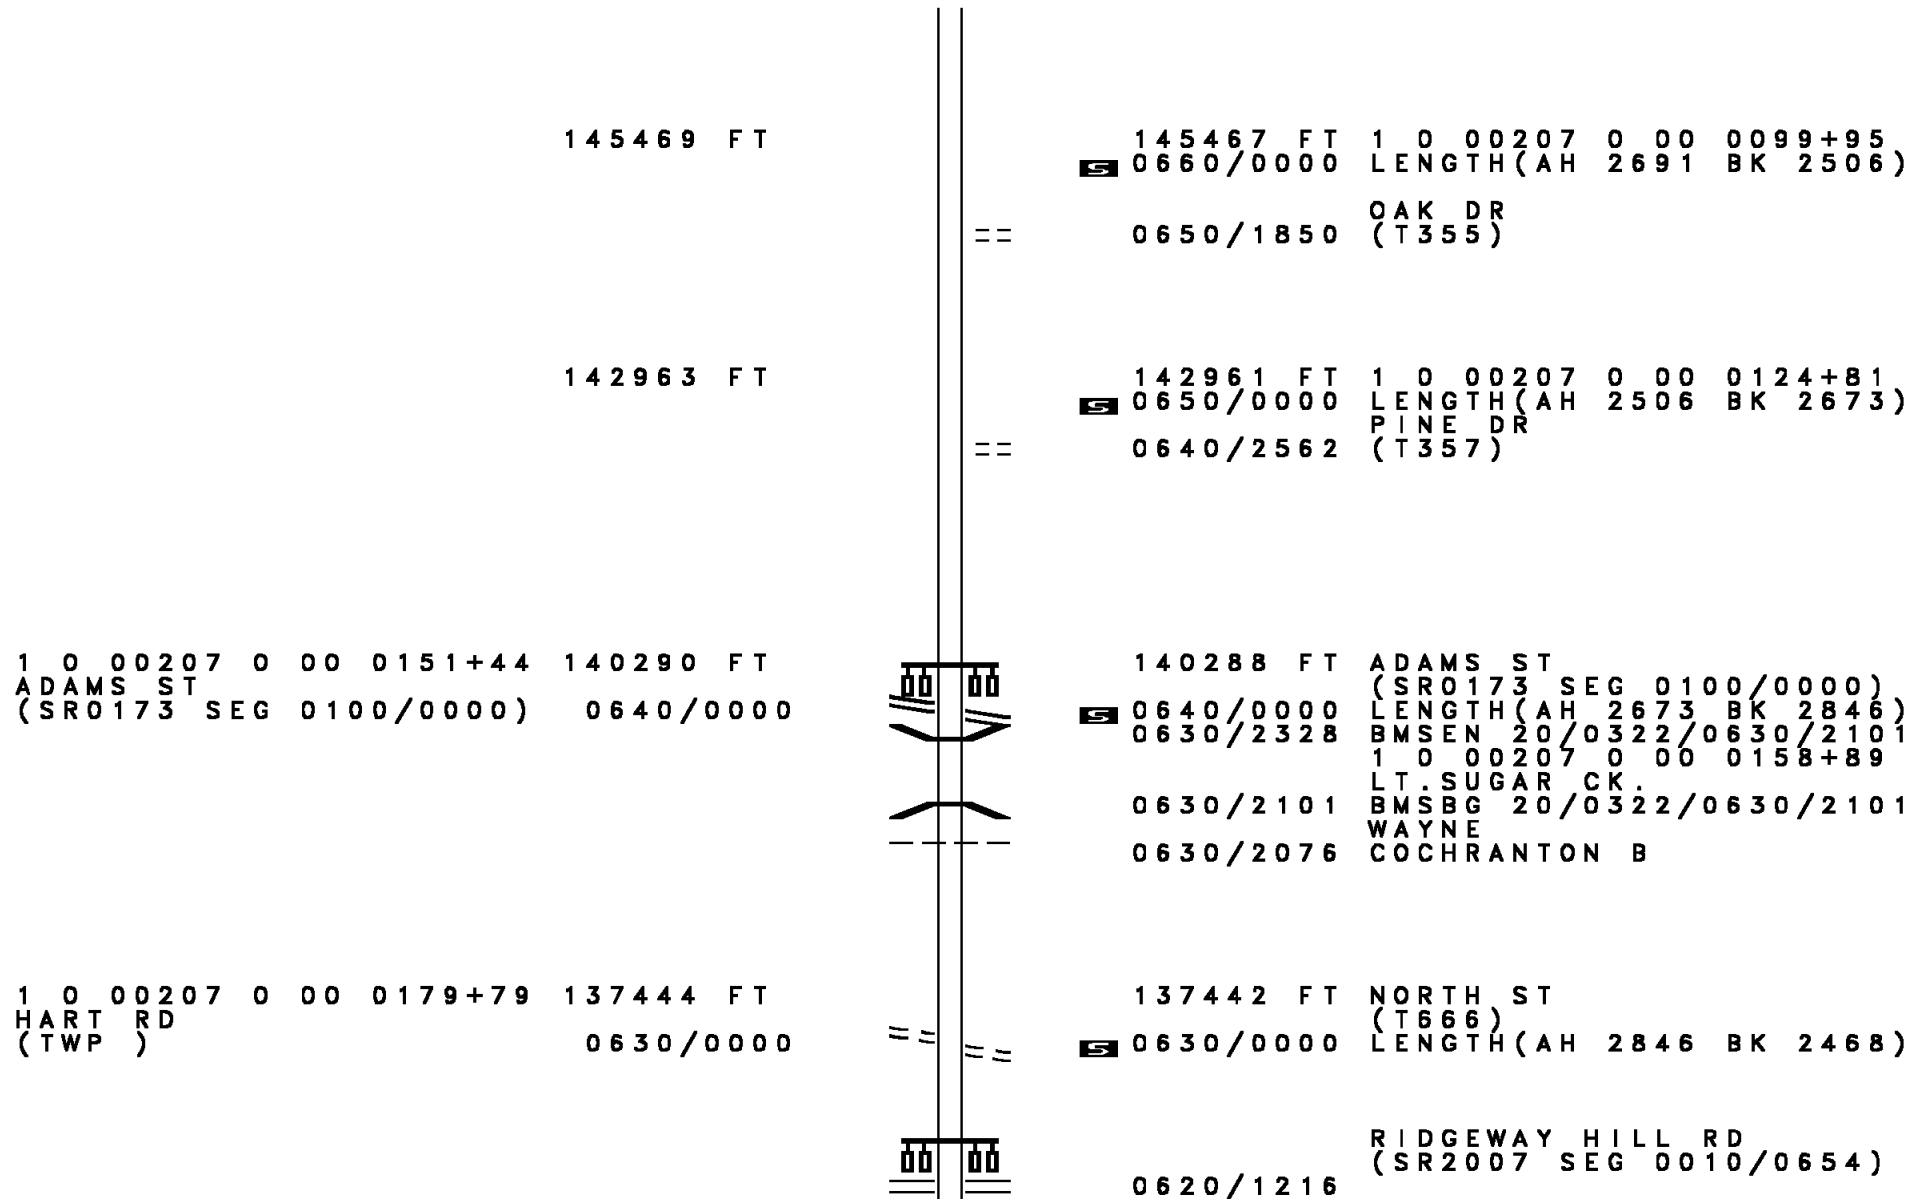 145469 FT 145467 FT 1 0 00207 0 00 0099+95
S 0660/0000 LENGTH(AH 2691 BK 2506)
OAK DR
0650/1850 (T355)
142963 FT 142961 FT 1 0 00207 0 00 0124+81
S 0650/0000 LENGTH(AH 2506 BK 2673)
PINE DR
0640/2562 (T357)
1 0 00207 0 00 0151+44 140290 FT 140288 FT ADAMS ST
ADAMS ST (SR0173 SEG 0100/0000)
(SR0173 SEG 0100/0000) 0640/0000 S 0640/0000 LENGTH(AH 2673 BK 2846)
0630/2328 BMSEN 20/0322/0630/2101
1 0 00207 0 00 0158+89
LT.SUGAR CK.
0630/2101 BMSBG 20/0322/0630/2101
WAYNE
0630/2076 COCHRANTON B
1 0 00207 0 00 0179+79 137444 FT 137442 FT NORTH ST
HART RD (T666)
(TWP ) 0630/0000 S 0630/0000 LENGTH(AH 2846 BK 2468)
RIDGEWAY HILL RD
(SR2007 SEG 0010/0654)
0620/1216